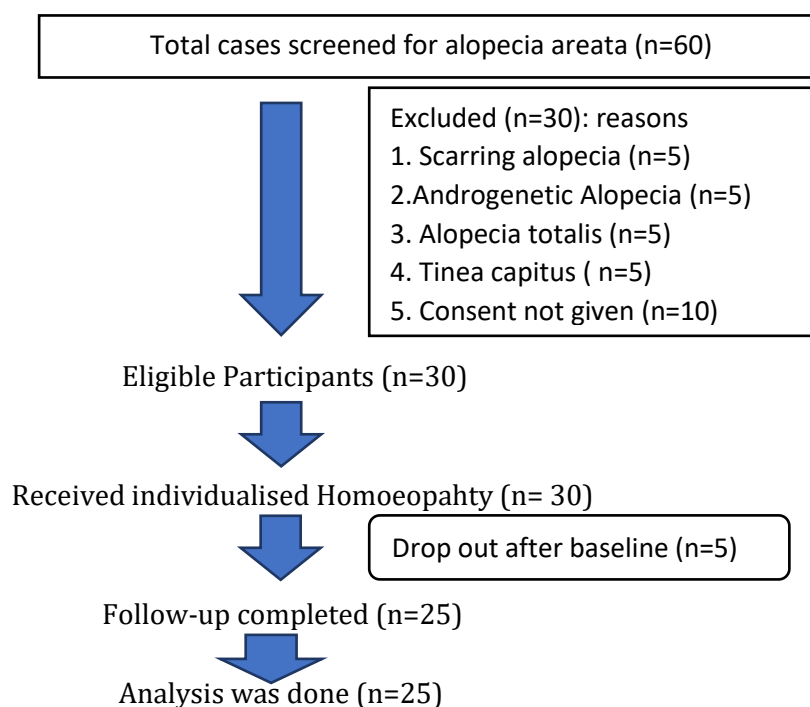 Total cases screened for alopecia areata (n=60)
Excluded (n=30): reasons
1. Scarring alopecia (n=5)
2.Androgenetic Alopecia (n=5)
3. Alopecia totalis (n=5)
4. Tinea capitus ( n=5)
5. Consent not given (n=10)
Eligible Participants (n=30)
Received individualised Homoeopahty (n= 30)
Drop out after baseline (n=5)
Follow-up completed (n=25)
Analysis was done (n=25)